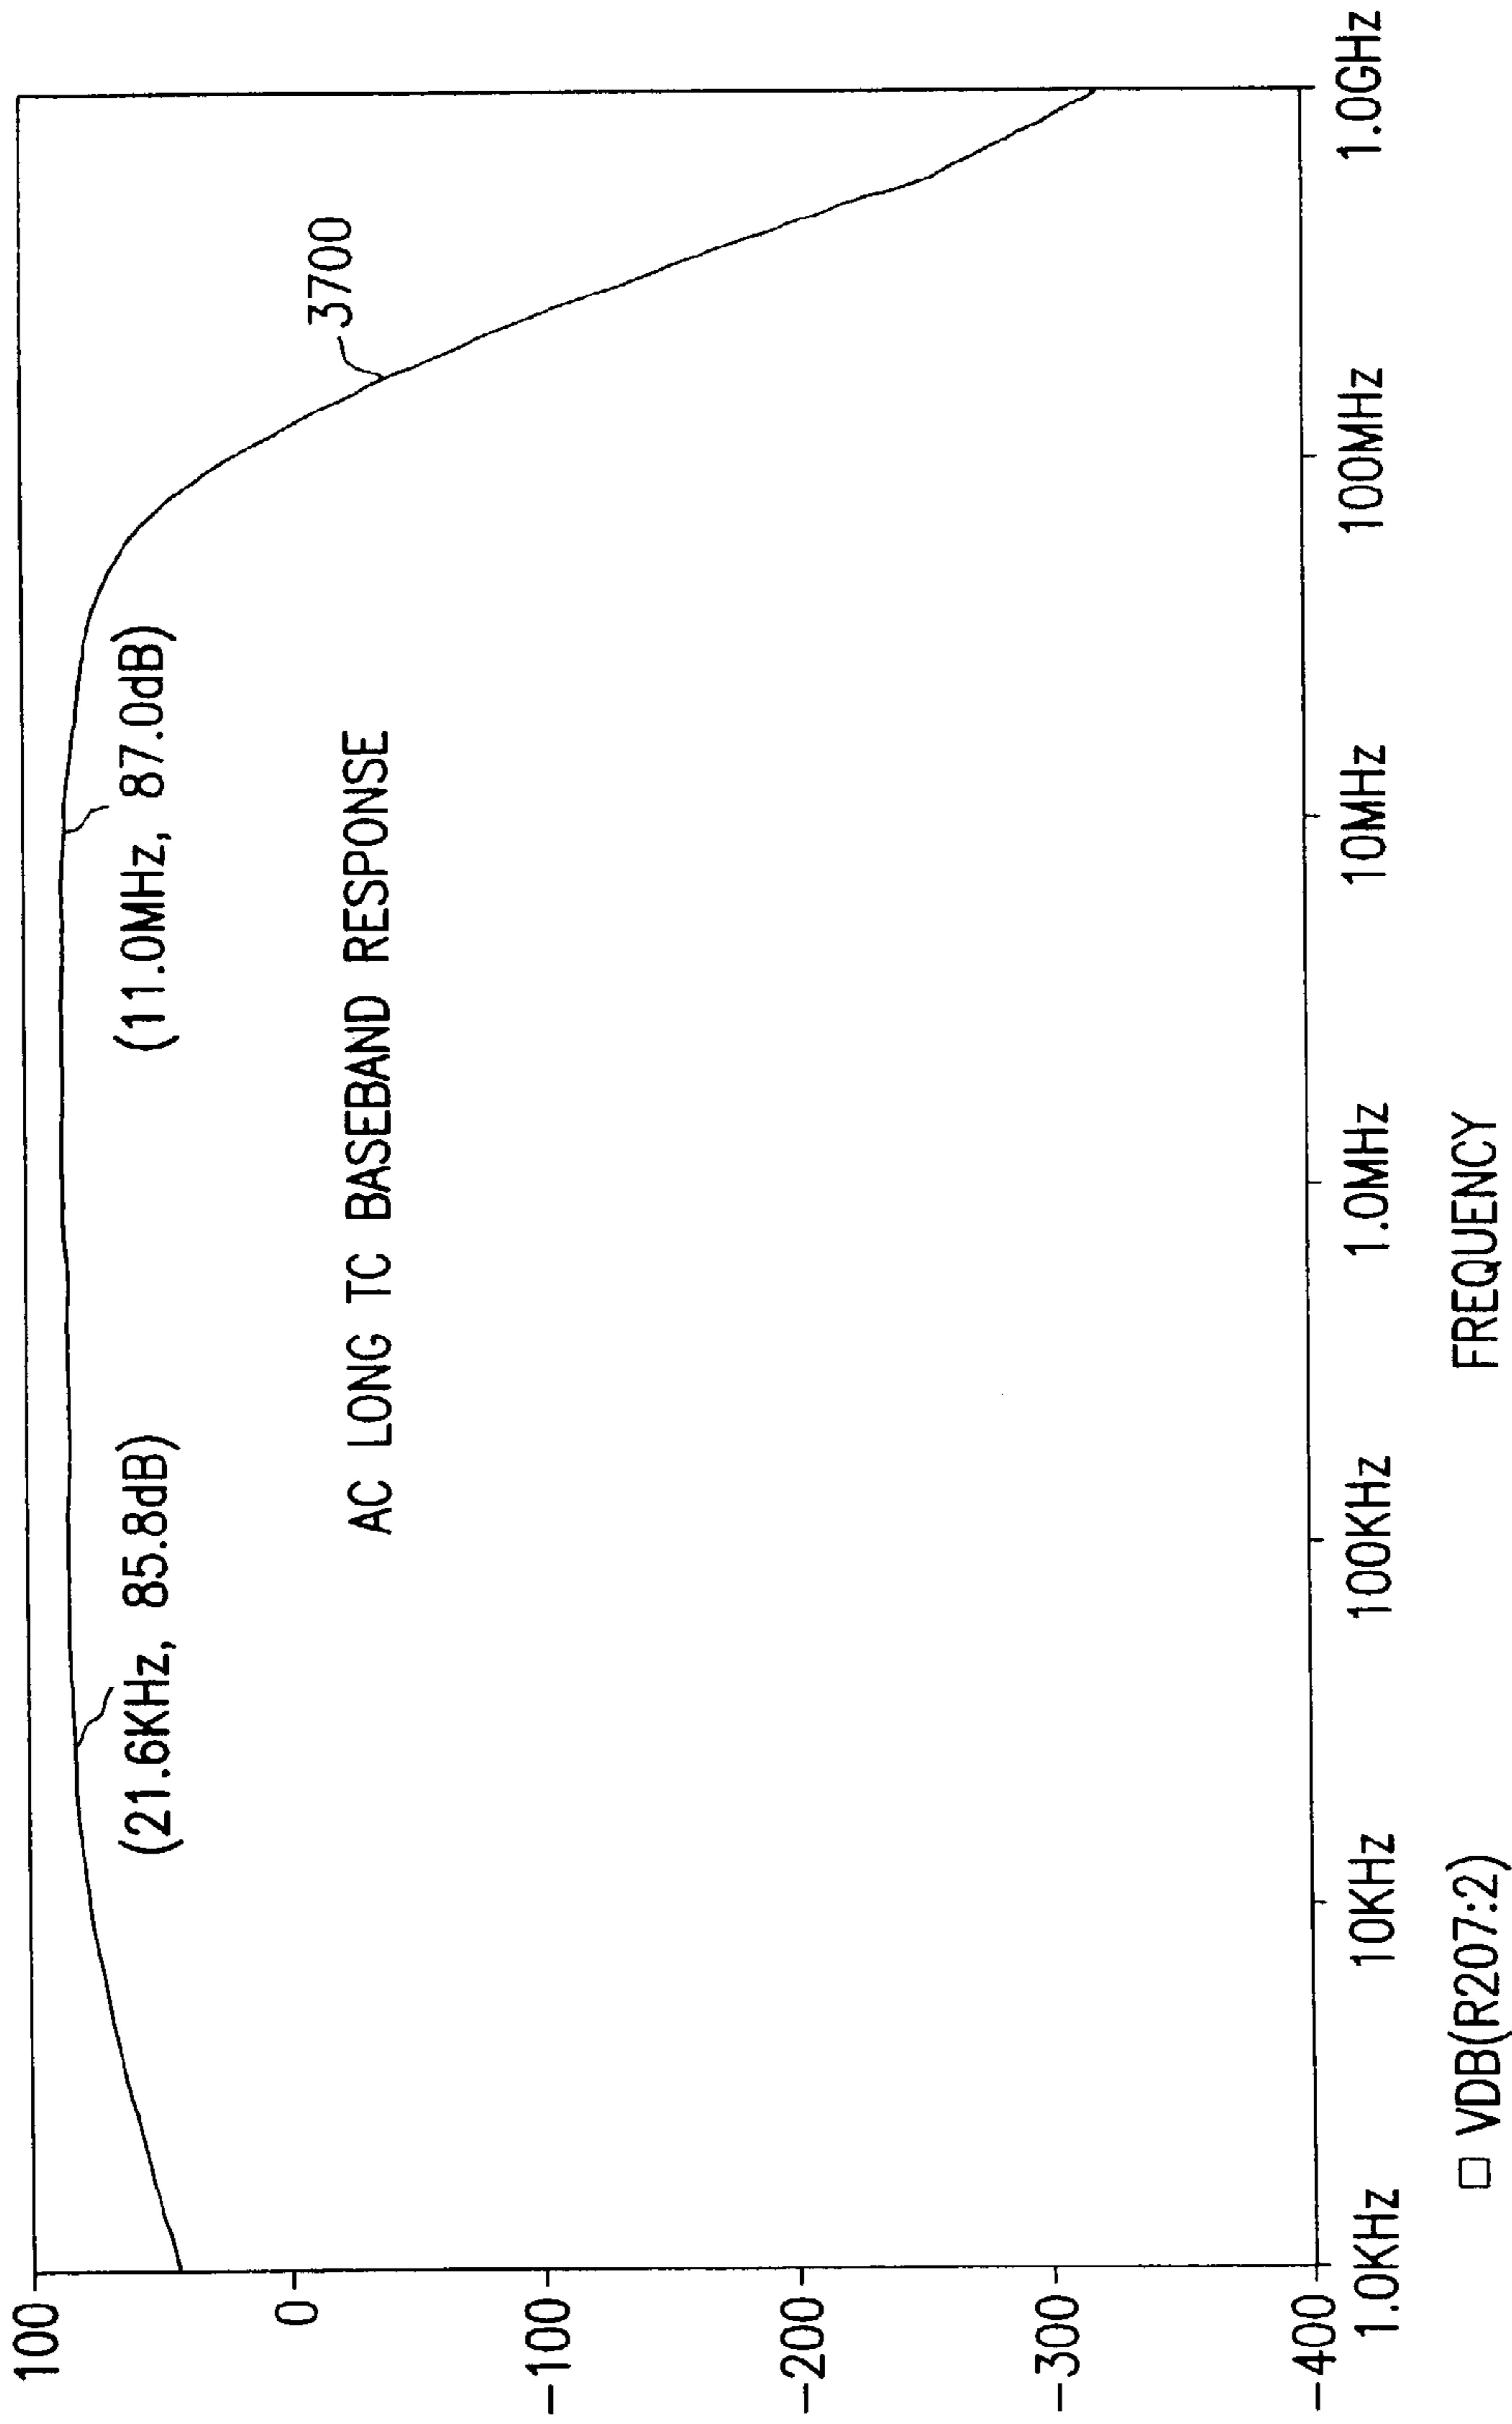 100
0
-100
-200
-300
-400
(21.6KHz, 85.8dB)
(11.0MHz, 87.0dB)
3700
AC LONG TC BASEBAND RESPONSE
1.0KHz
10KHz
100KHz
1.0MHz
10MHz
100MHz
1.0GHz
□ VDB(R207:2)
FREQUENCY